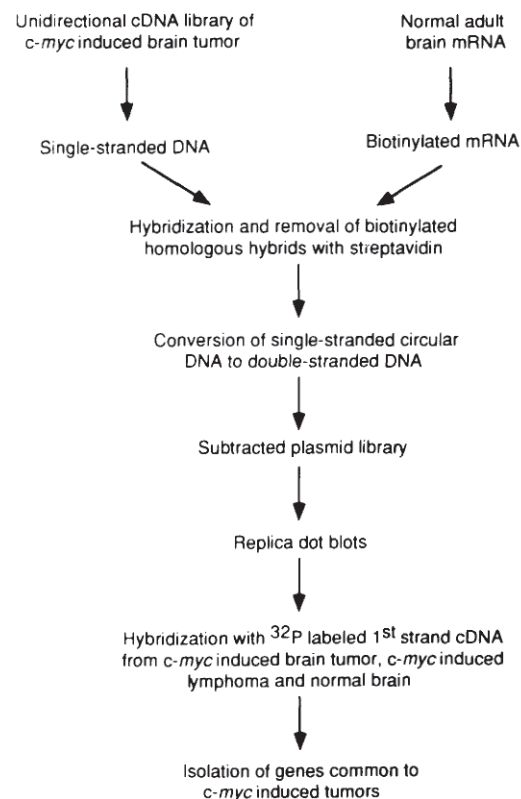 Unidirectional cDNA library of
c-myc induced brain tumor
Normal adult
brain mRNA
Single-stranded DNA
Biotinylated mRNA
Hybridization and removal of biotinylated
homologous hybrids with streptavidin
Conversion of single-stranded circular
DNA to double-stranded DNA
Subtracted plasmid library
Replica dot blots
Hybridization with 32P labeled 1st strand cDNA
from c-myc induced brain tumor, c-myc induced
lymphoma and normal brain
Isolation of genes common to
c-myc induced tumors